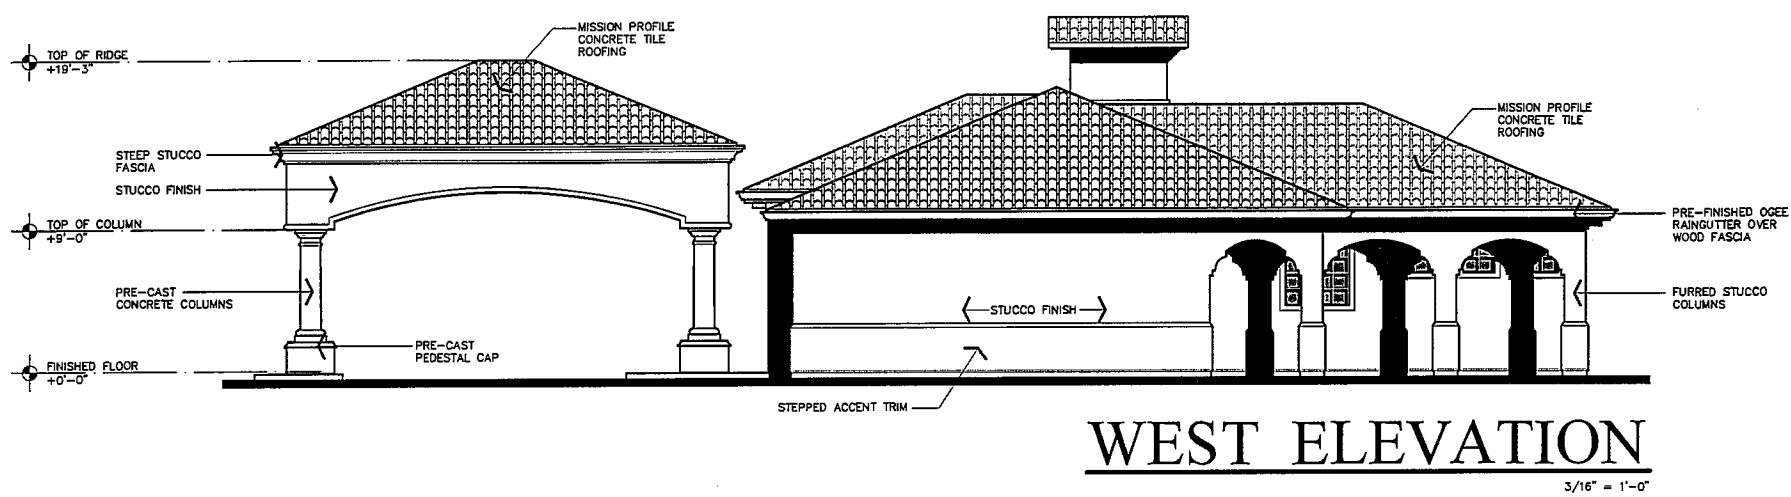 MISSION PROFILE
CONCRETE TILE
ROOFING
TOP OF RIDGE
+19'-3"
MISSION PROFILE
CONCRETE TILE
ROOFING
STEEP STUCCO
FASCIA
STUCCO FINISH
TOP OF COLUMN
+9'-0"
PRE-FINISHED OGEE
RAINGUTTER OVER
WOOD FASCIA
PRE-CAST
CONCRETE COLUMNS
STUCCO FINISH
FURRED STUCCO
COLUMNS
PRE-CAST
PEDESTAL CAP
FINISHED FLOOR
+0'-0"
STEPPED ACCENT TRIM
WEST ELEVATION
3/16" = 1'-0"